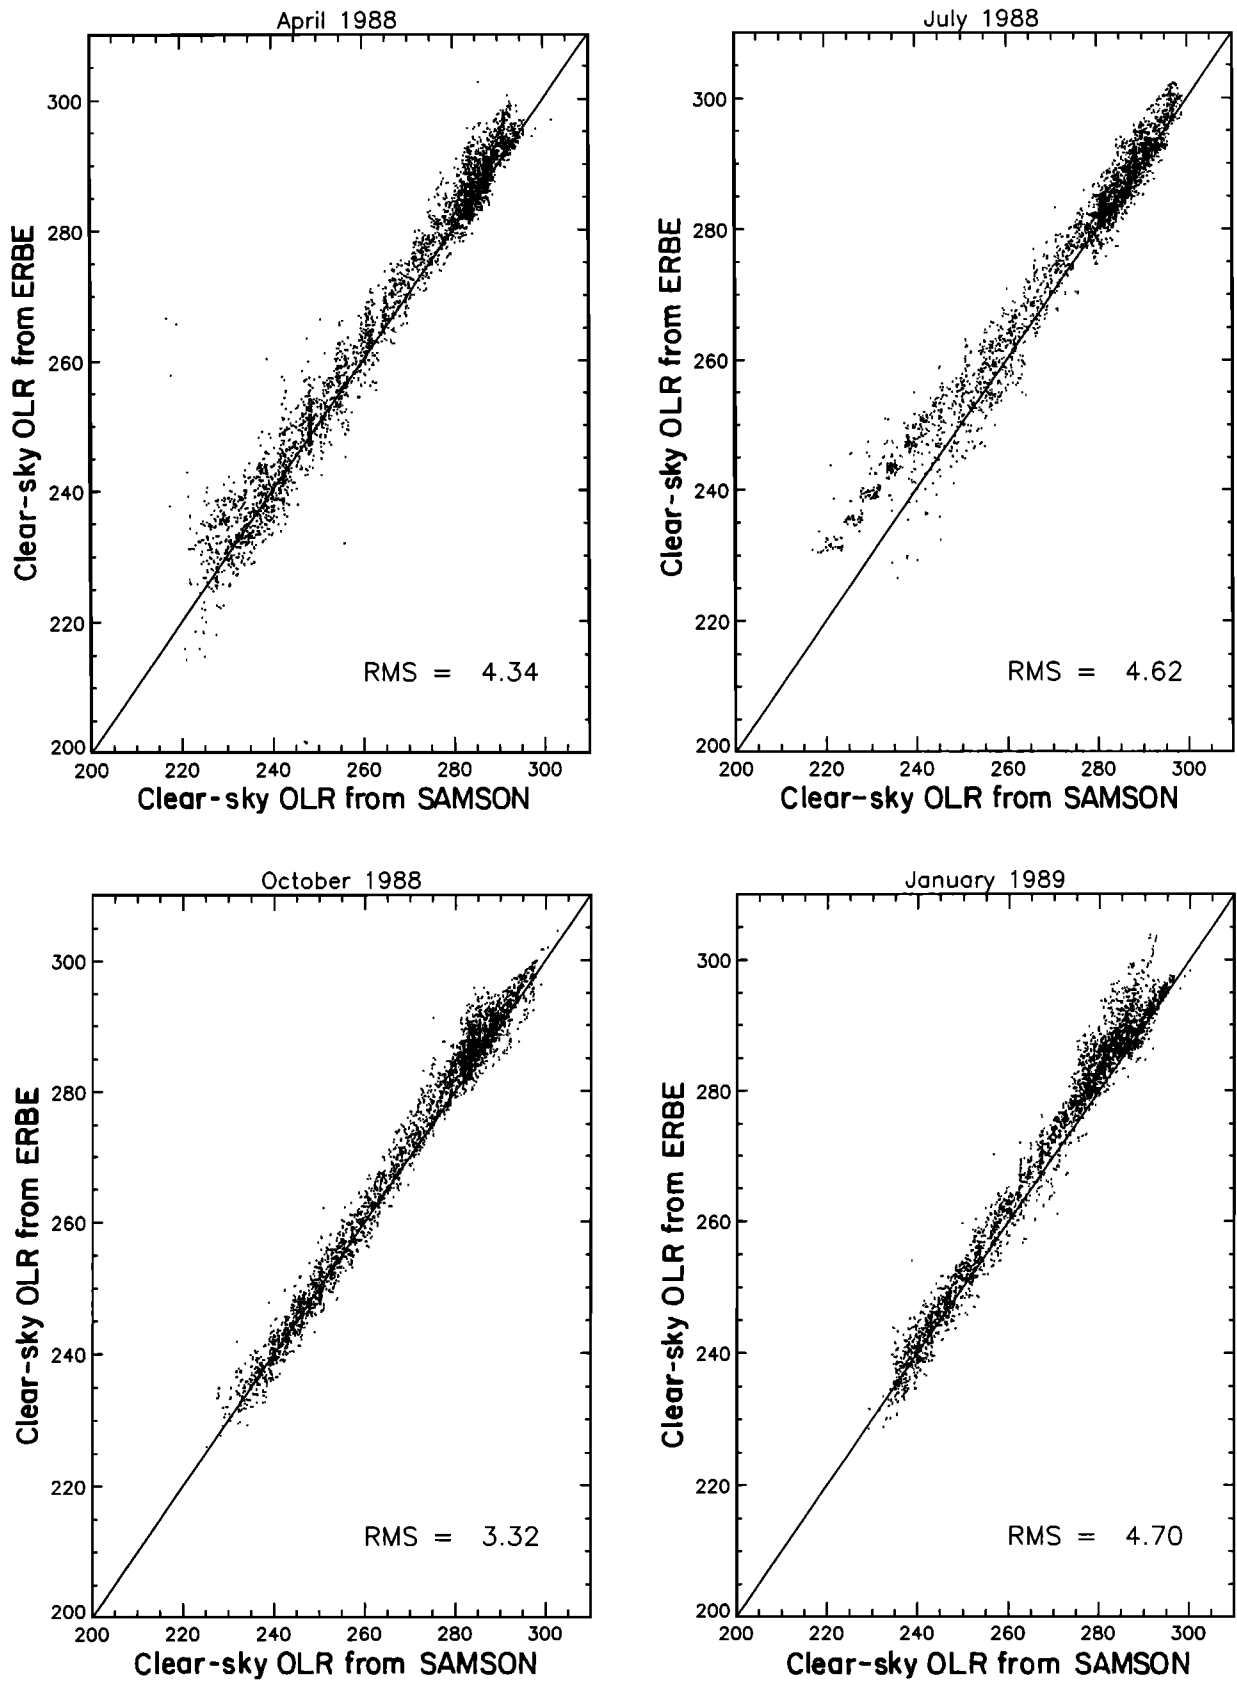 April 1988
300
280
260
240
220
200
Clear-sky OLR from ERBE
RMS = 4.34
200 220 240 260 280 300
Clear-sky OLR from SAMSON
July 1988
300
280
260
240
220
200
Clear-sky OLR from ERBE
RMS = 4.62
200 220 240 260 280 300
Clear-sky OLR from SAMSON
October 1988
300
280
260
240
220
200
Clear-sky OLR from ERBE
RMS = 3.32
200 220 240 260 280 300
Clear-sky OLR from SAMSON
January 1989
300
280
260
240
220
200
Clear-sky OLR from ERBE
RMS = 4.70
200 220 240 260 280 300
Clear-sky OLR from SAMSON